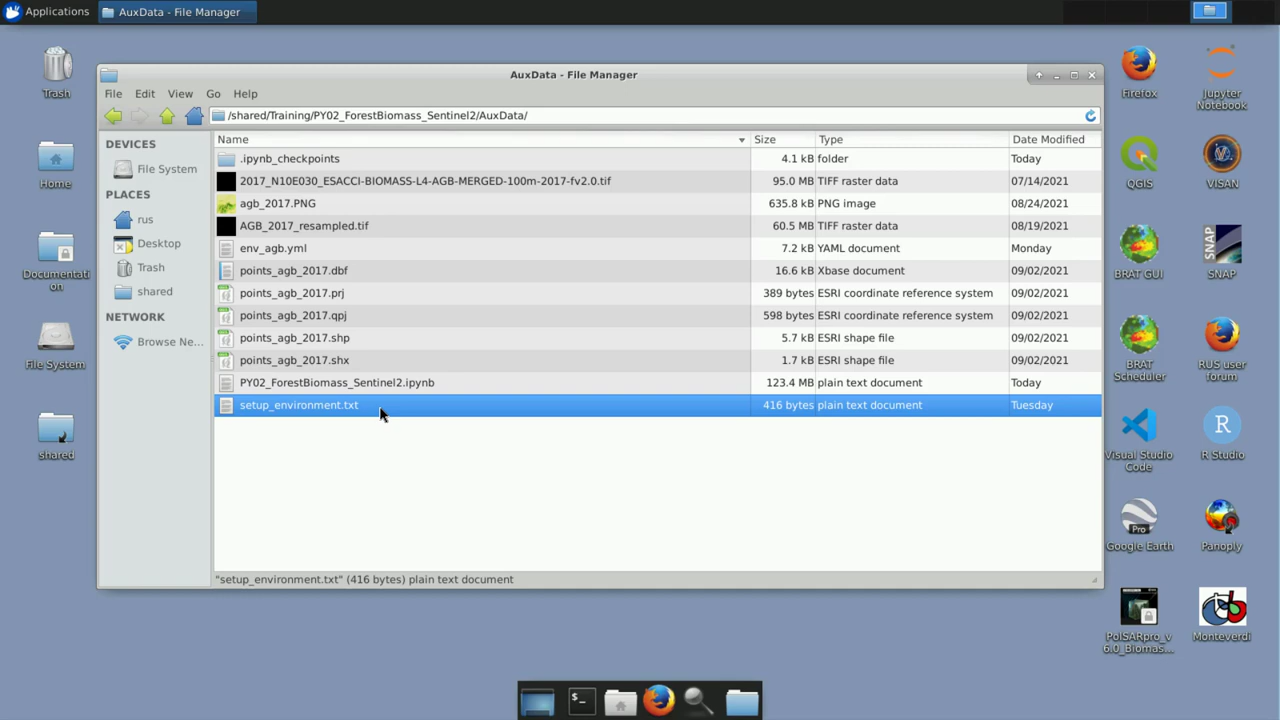 Applications
AuxData - File Manager
AuxData - File Manager
File Edit View Go Help
/shared/Training/PY02_ForestBiomass_Sentinel2/AuxData/
DEVICES
File System
PLACES
rus
Desktop
Trash
shared
NETWORK
Browse Ne...
Name Size Type Date Modified
.ipynb_checkpoints 4.1 kB folder Today
2017_N10E030_ESACCI-BIOMASS-L4-AGB-MERGED-100m-2017-fv2.0.tif 95.0 MB TIFF raster data 07/14/2021
agb_2017.PNG 635.8 kB PNG image 08/24/2021
AGB_2017_resampled.tif 60.5 MB TIFF raster data 08/19/2021
env_agb.yml 7.2 kB YAML document Monday
points_agb_2017.dbf 16.6 kB Xbase document 09/02/2021
points_agb_2017.prj 389 bytes ESRI coordinate reference system 09/02/2021
points_agb_2017.qpj 598 bytes ESRI coordinate reference system 09/02/2021
points_agb_2017.shp 5.7 kB ESRI shape file 09/02/2021
points_agb_2017.shx 1.7 kB ESRI shape file 09/02/2021
PY02_ForestBiomass_Sentinel2.ipynb 123.4 MB plain text document Today
setup_environment.txt 416 bytes plain text document Tuesday
"setup_environment.txt" (416 bytes) plain text document
Trash
Home
Documentati
on
File System
shared
Firefox
Jupyter
Notebook
QGIS
VISAN
BRAT GUI
SNAP
SNAP
BRAT
Scheduler
RUS user
forum
Visual Studio
Code
R
R Studio
Pro
Google Earth
Panoply
PolSARpro_v
6.0_Biomas...
Monteverdi